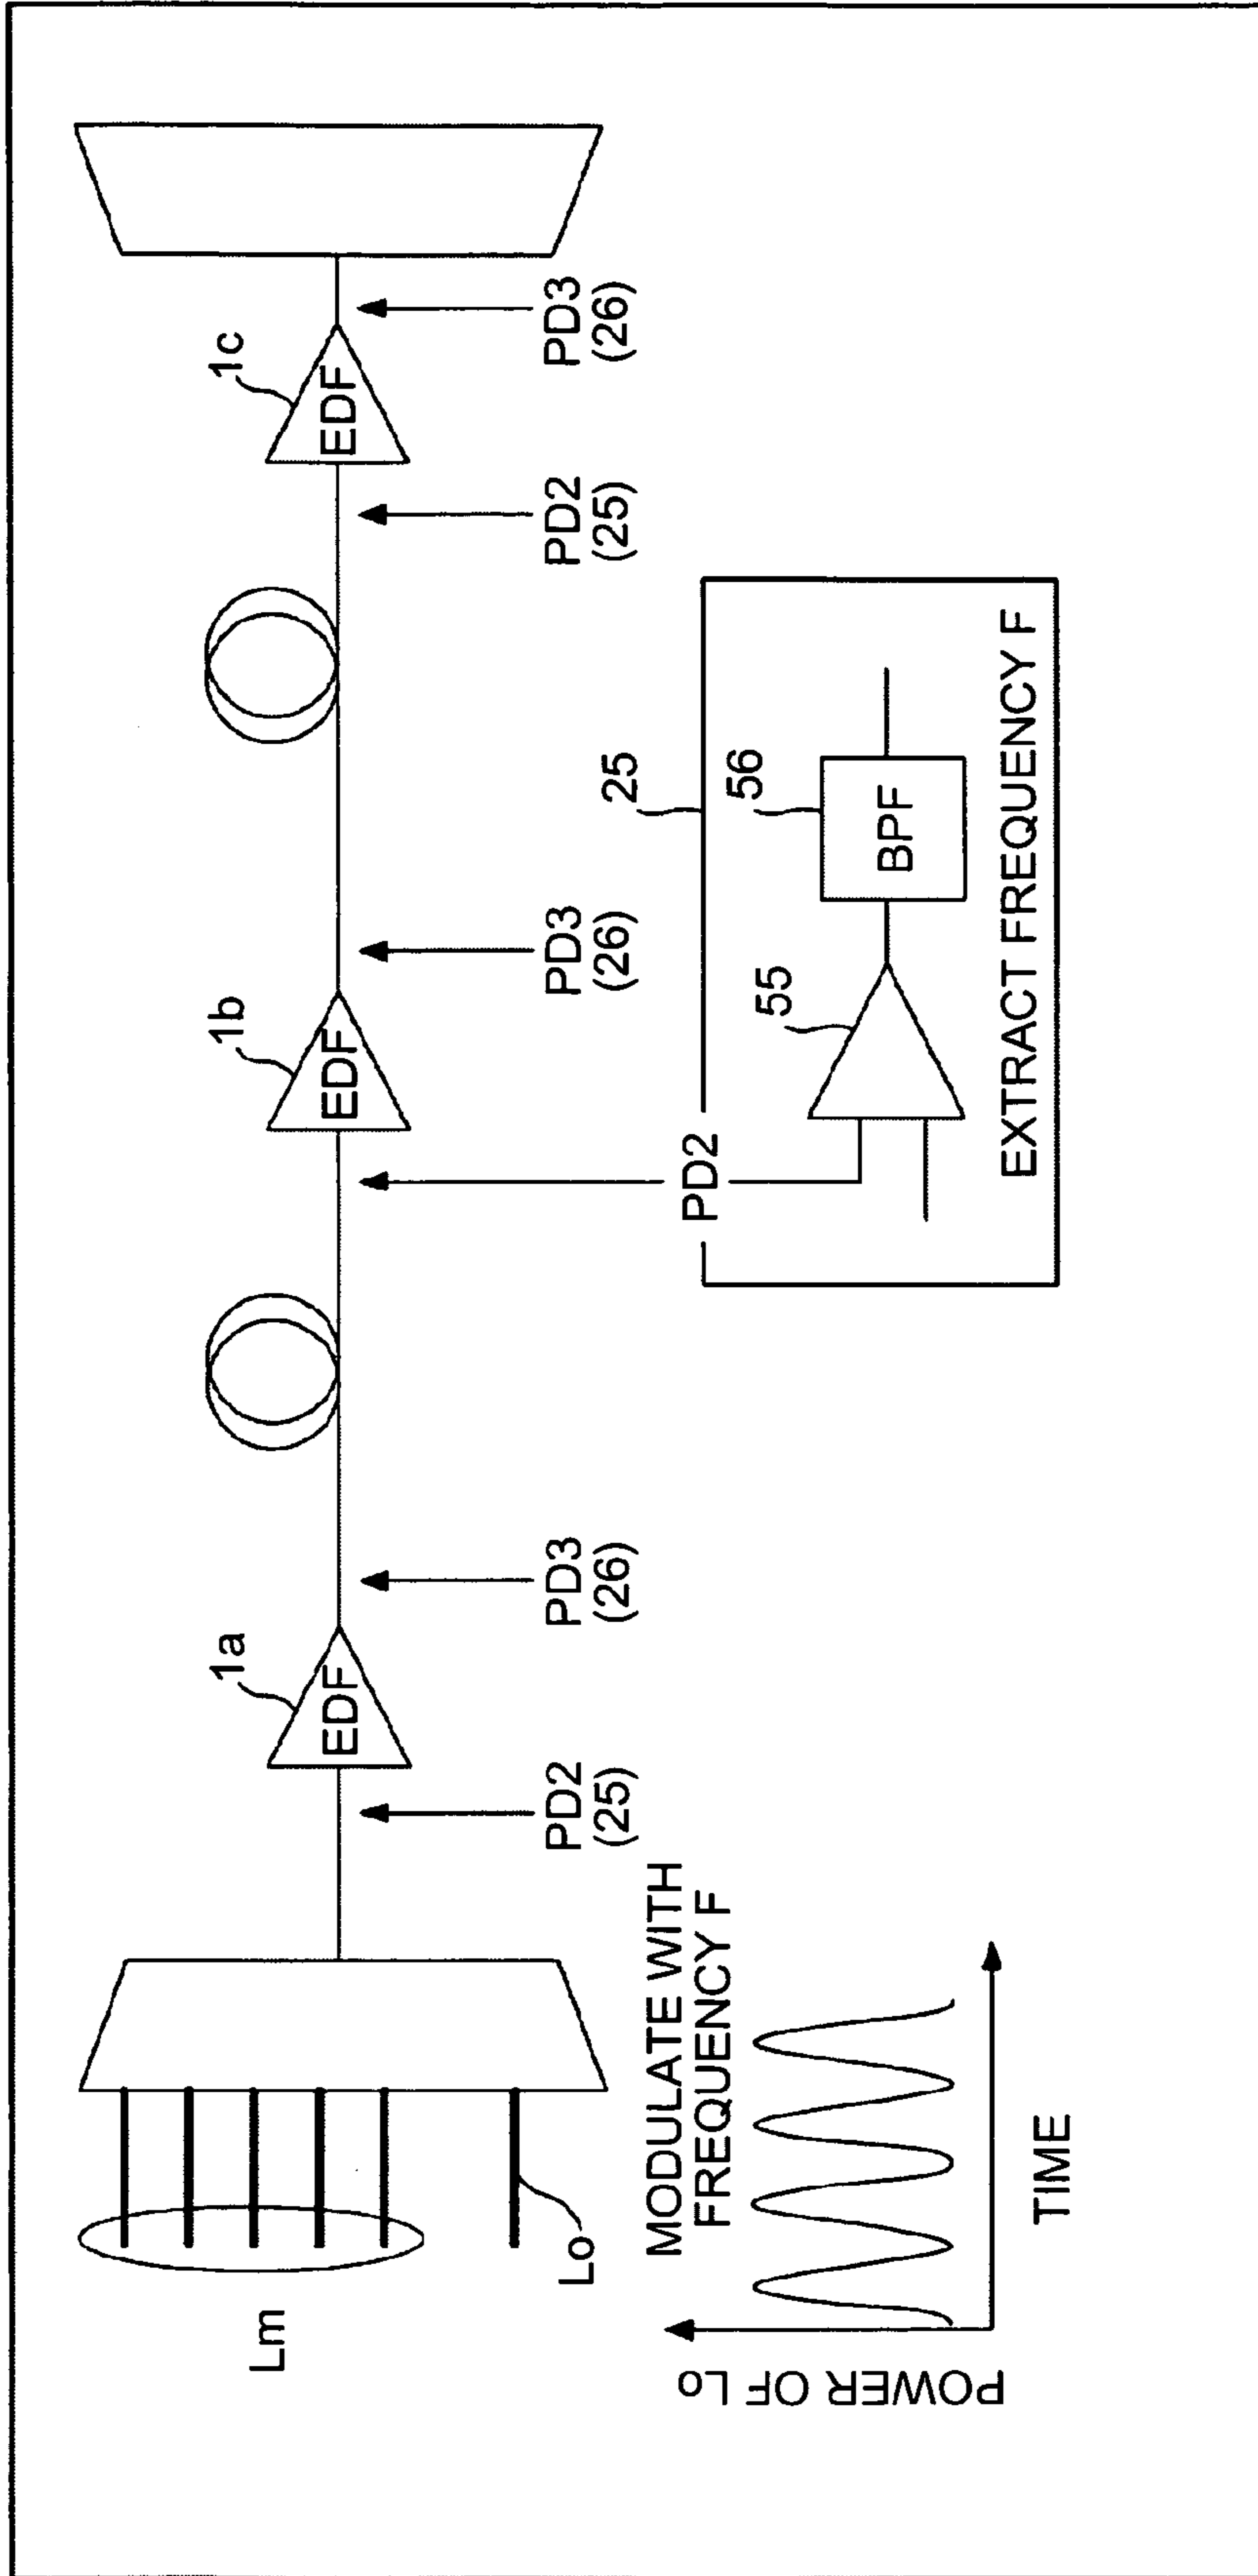 Lm
Lo
1a
EDF
1b
EDF
1c
EDF
PD2
(25)
PD3
(26)
PD3
(26)
PD2
(25)
PD3
(26)
MODULATE WITH
FREQUENCY F
POWER OF Lo
TIME
PD2
25
55
56
BPF
EXTRACT FREQUENCY F